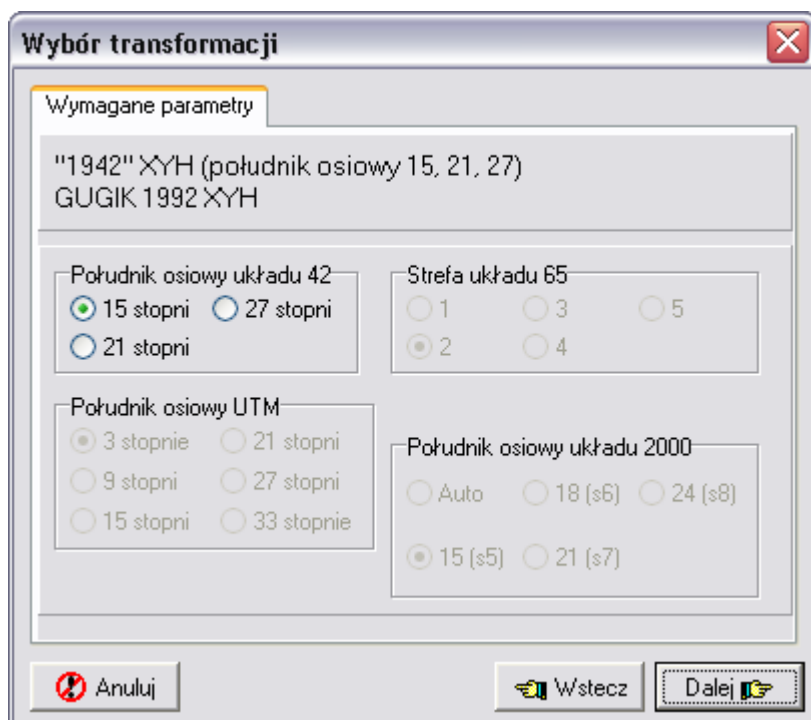 Wybór transformacji
Wymagane parametry
"1942" XYH (południk osiowy 15, 21, 27)
GUGIK 1992 XYH
Południk osiowy układu 42
15 stopni 27 stopni
21 stopni
Strefa układu 65
1 3 5
2 4
Południk osiowy UTM
3 stopnie 21 stopni
9 stopni 27 stopni
15 stopni 33 stopnie
Południk osiowy układu 2000
Auto 18 (s6) 24 (s8)
15 (s5) 21 (s7)
Anuluj Wstecz Dalej